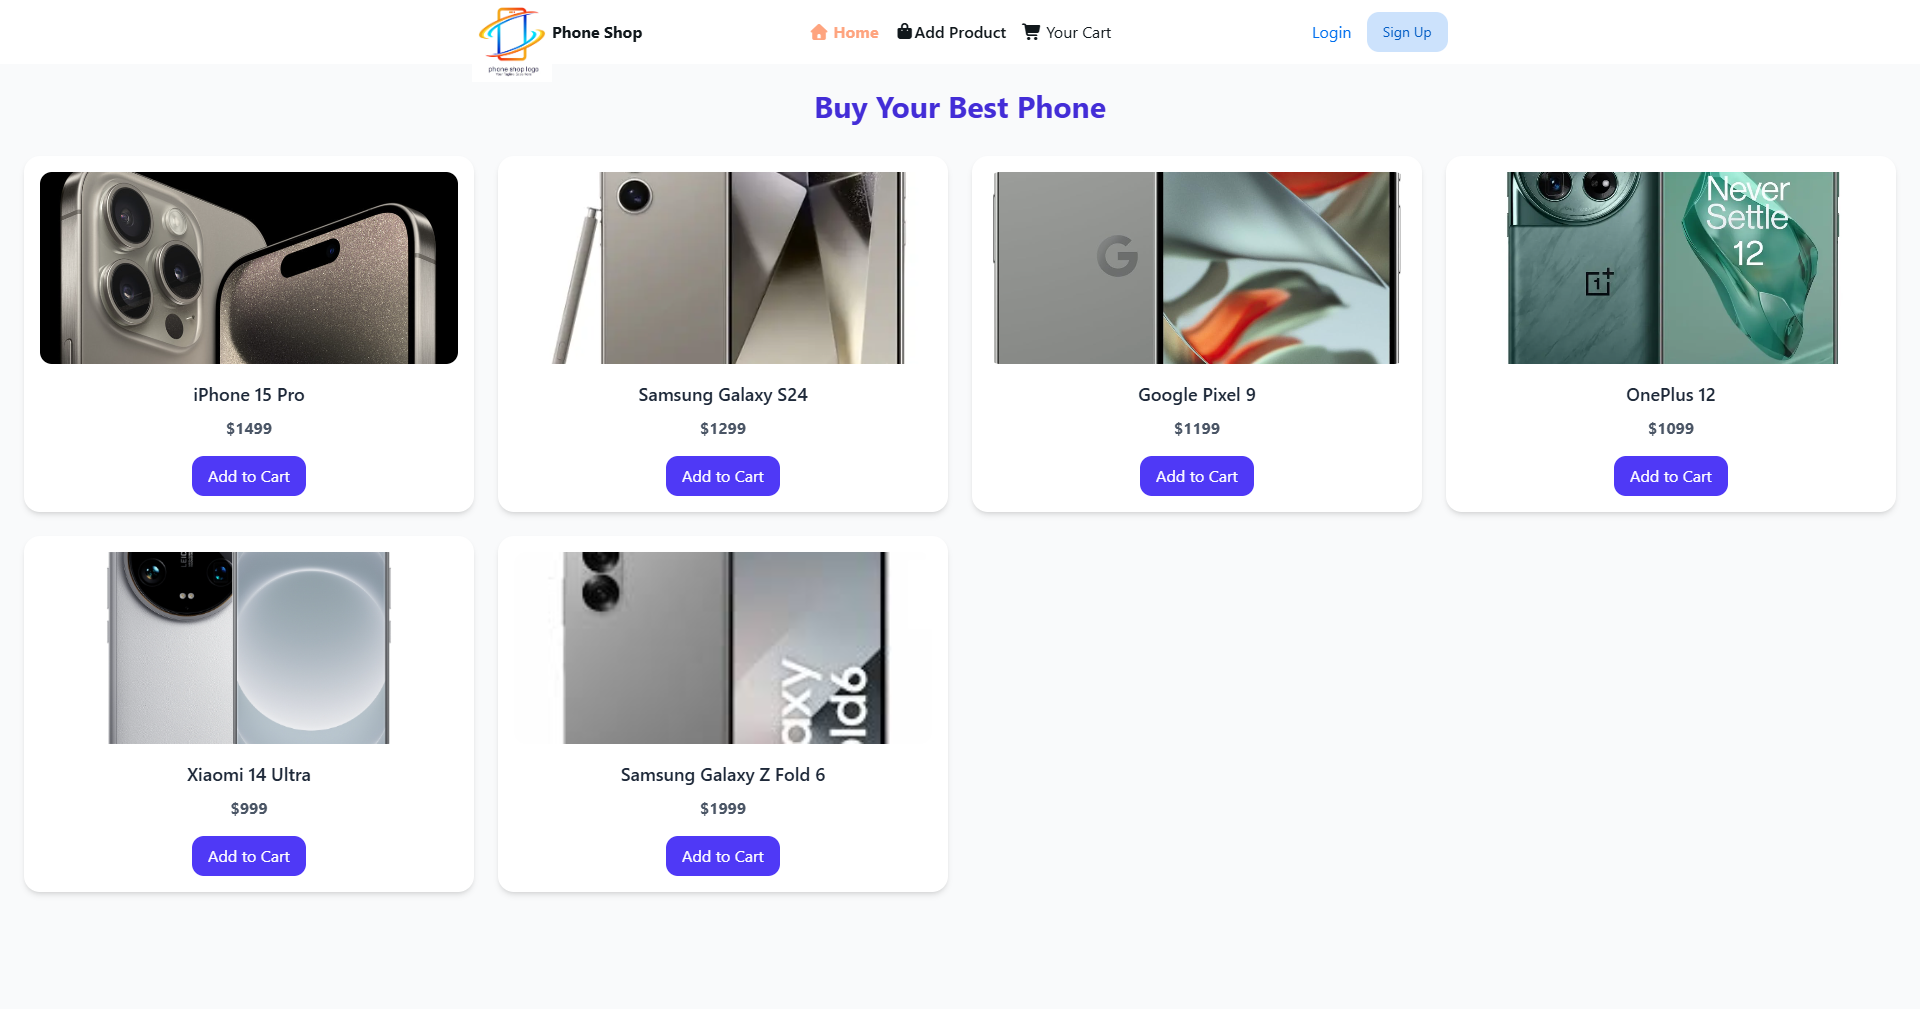 Phone Shop
phone shop logo
Home
Add Product
Your Cart
Login
Sign Up
Buy Your Best Phone
Never
Settle
12
iPhone 15 Pro
$1499
Add to Cart
Samsung Galaxy S24
$1299
Add to Cart
Google Pixel 9
$1199
Add to Cart
OnePlus 12
$1099
Add to Cart
axy
old6
Xiaomi 14 Ultra
$999
Add to Cart
Samsung Galaxy Z Fold 6
$1999
Add to Cart